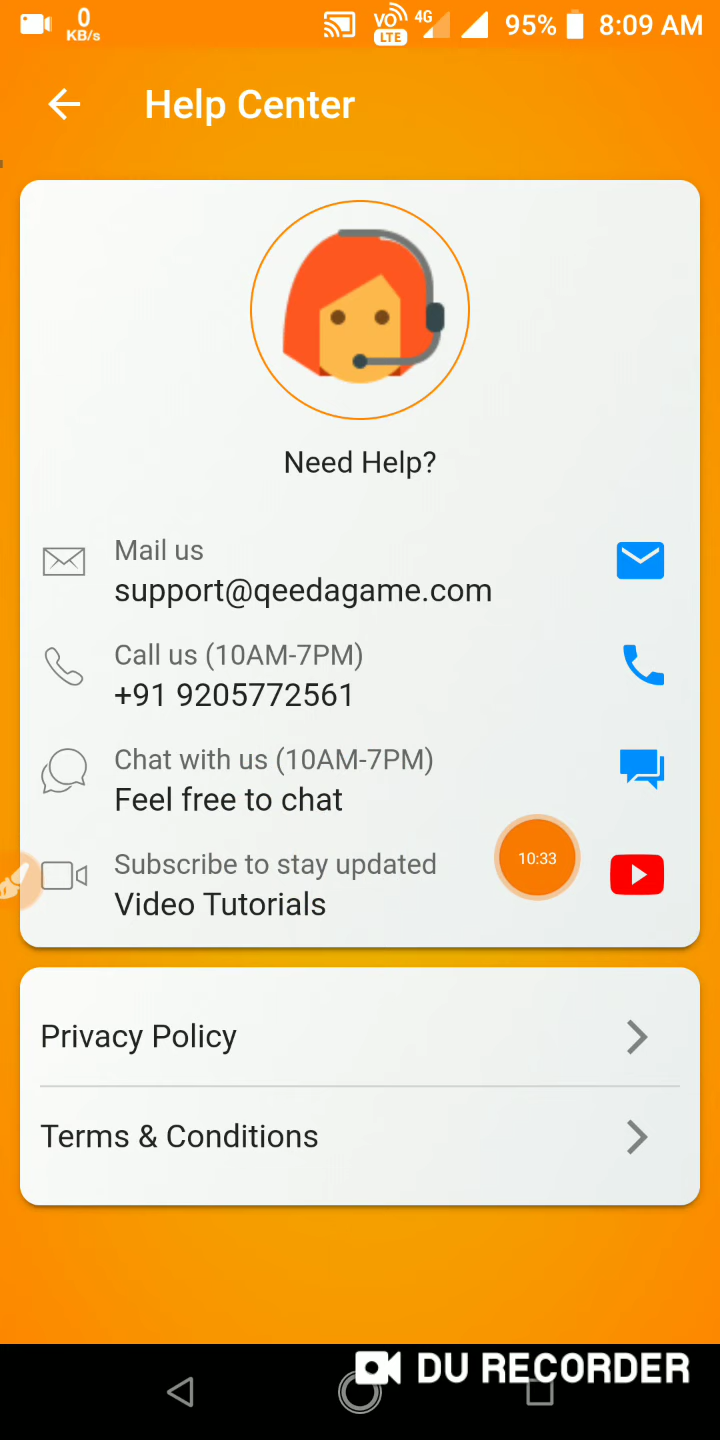 0
KB/s
VO
LTE
4G
95%
8:09 AM
Help Center
Need Help?
Mail us
support@qeedagame.com
Call us (10AM-7PM)
+91 9205772561
Chat with us (10AM-7PM)
Feel free to chat
Subscribe to stay updated
10:33
Video Tutorials
Privacy Policy
Terms & Conditions
DU RECORDER